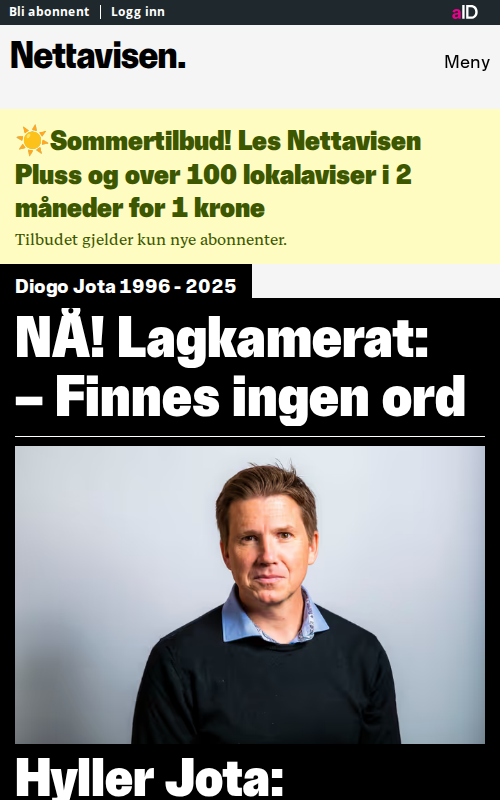 Bli abonnent | Logg inn
aID
Nettavisen.
Meny
☀️Sommertilbud! Les Nettavisen
Pluss og over 100 lokalaviser i 2
måneder for 1 krone
Tilbudet gjelder kun nye abonnenter.
Diogo Jota 1996 - 2025
NÅ! Lagkamerat:
– Finnes ingen ord
Hyller Jota: